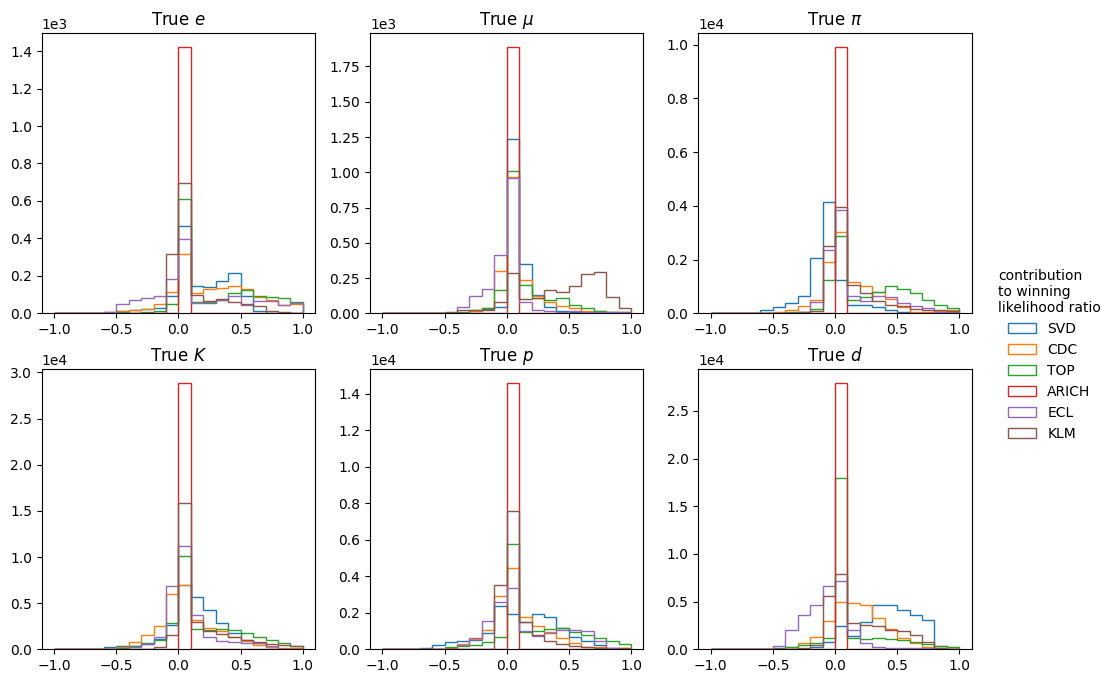 True e
1e3
1.4
1.2
1.0
0.8
0.6
0.4
0.2
0.0
−1.0 −0.5 0.0 0.5 1.0
True μ
1e3
1.75
1.50
1.25
1.00
0.75
0.50
0.25
0.00
−1.0 −0.5 0.0 0.5 1.0
True π
1e4
1.0
0.8
0.6
0.4
0.2
0.0
−1.0 −0.5 0.0 0.5 1.0
True K
1e4
3.0
2.5
2.0
1.5
1.0
0.5
0.0
−1.0 −0.5 0.0 0.5 1.0
True p
1e4
1.4
1.2
1.0
0.8
0.6
0.4
0.2
0.0
−1.0 −0.5 0.0 0.5 1.0
True d
1e4
2.5
2.0
1.5
1.0
0.5
0.0
−1.0 −0.5 0.0 0.5 1.0
contribution
to winning
likelihood ratio
SVD
CDC
TOP
ARICH
ECL
KLM